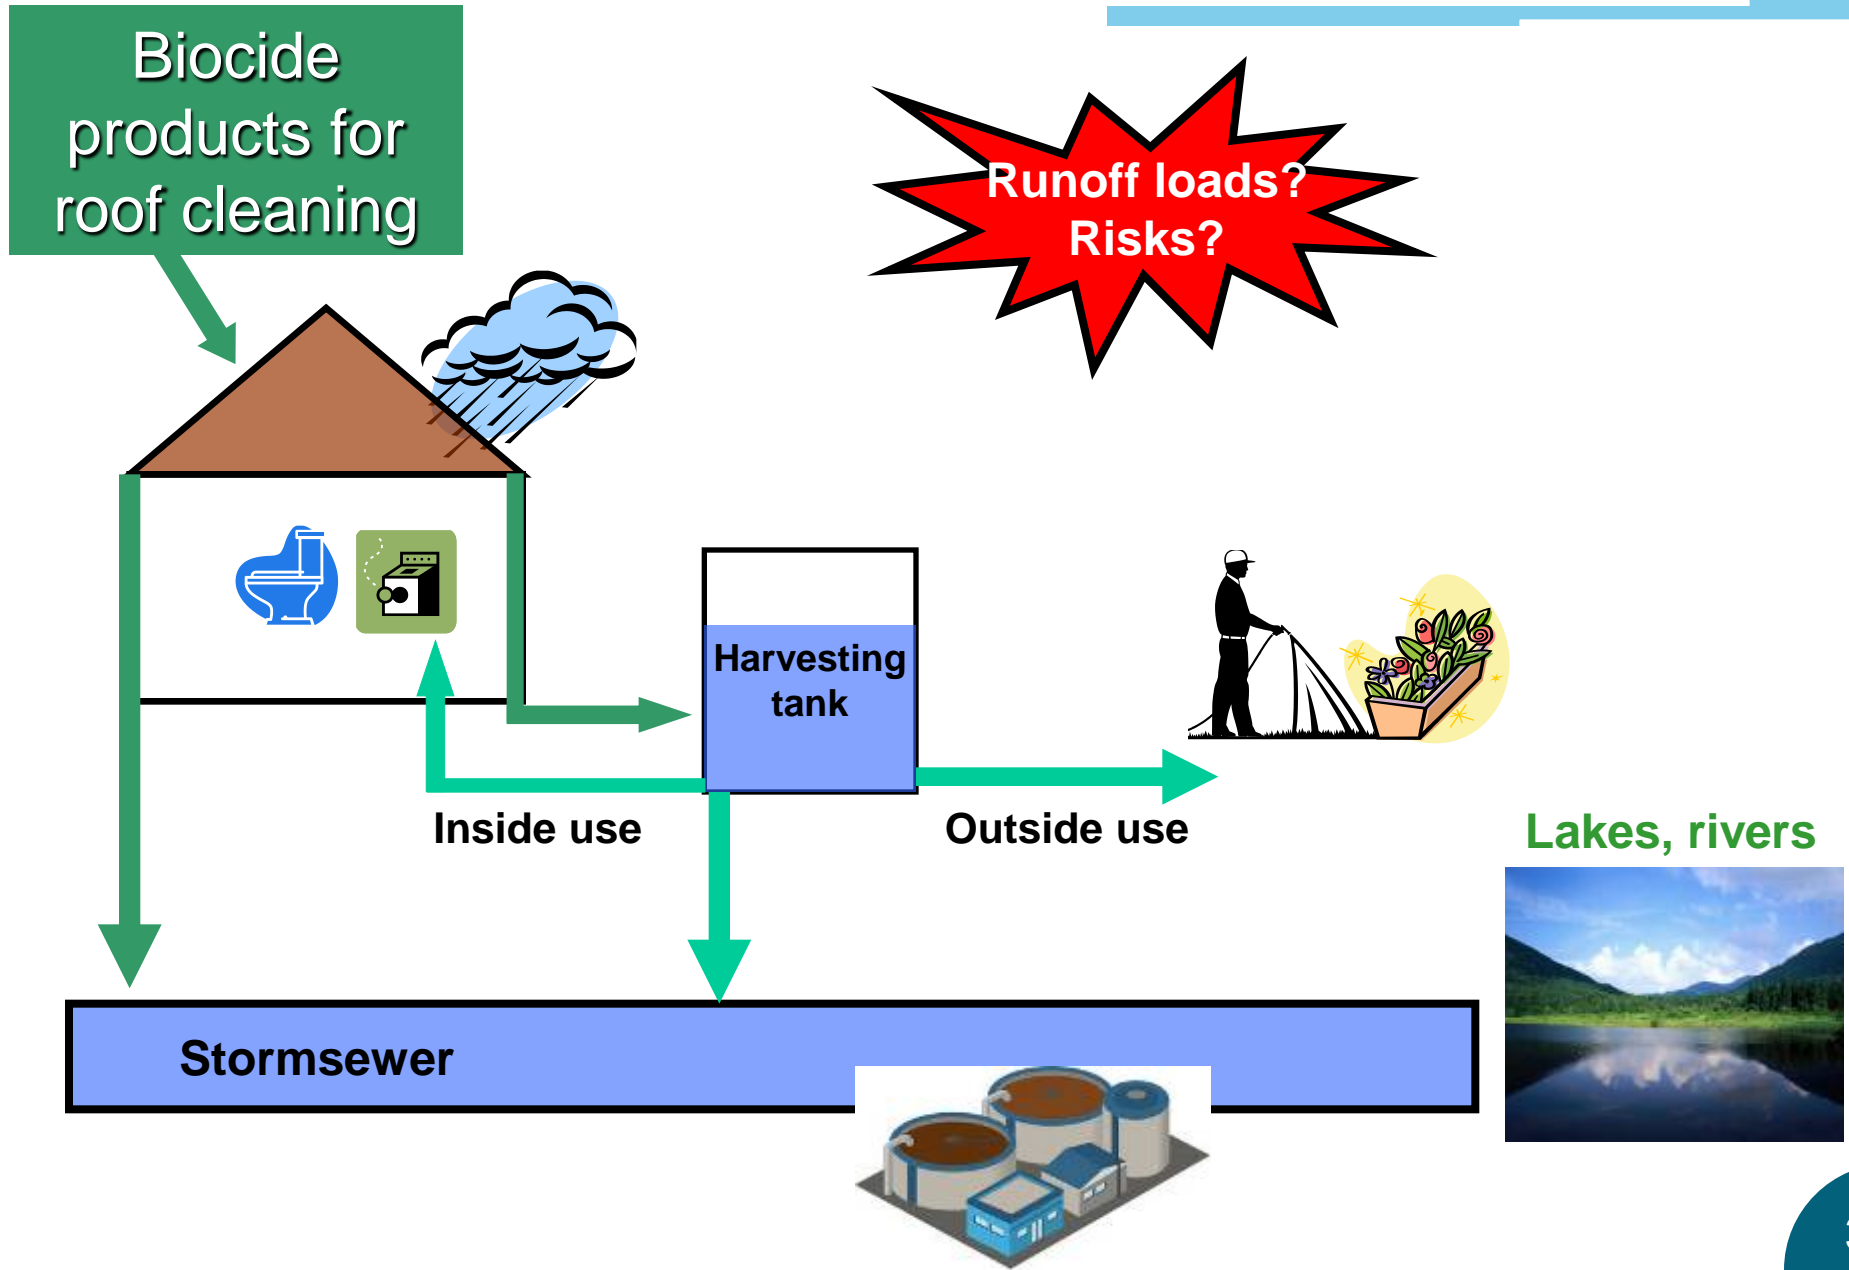 Biocide
products for
roof cleaning
Runoff loads?
Risks?
Harvesting
tank
Inside use
Outside use
Lakes, rivers
Stormsewer